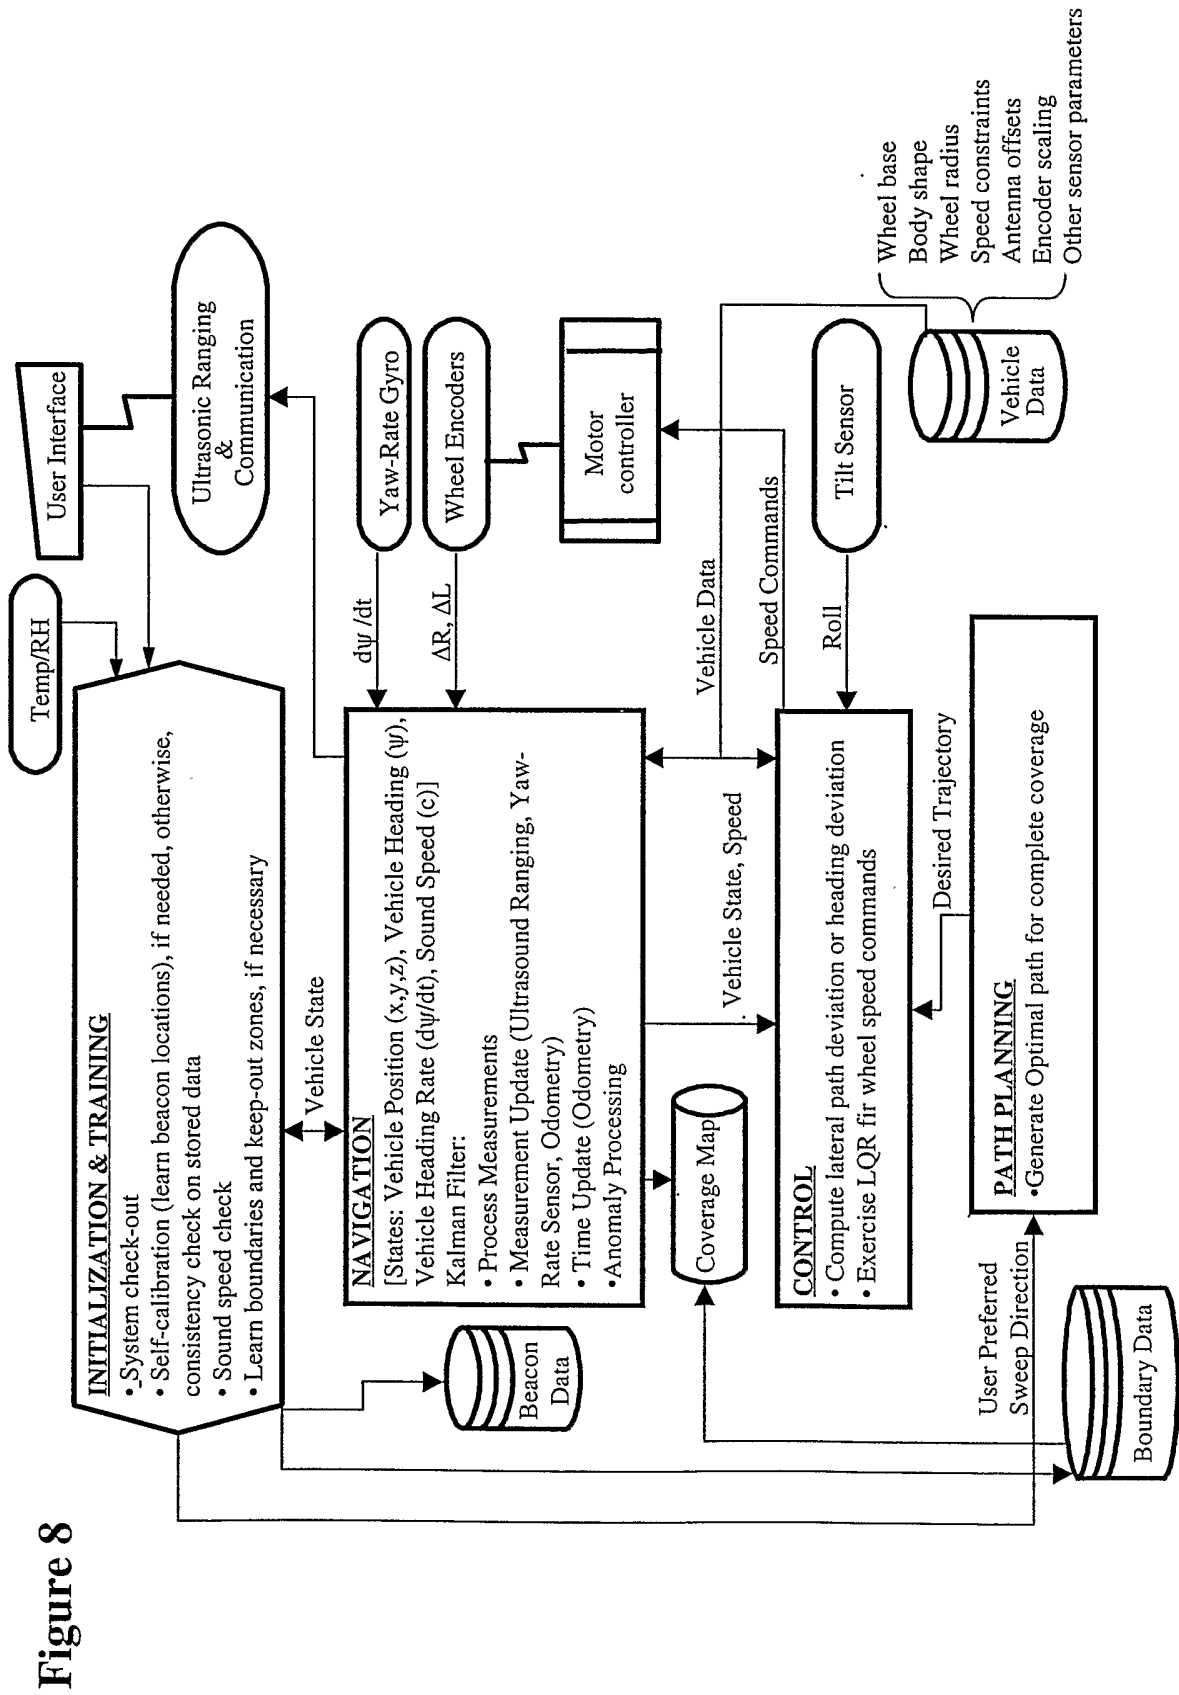 Figure 8
Temp/RH
User Interface
INITIALIZATION & TRAINING
• System check-out
• Self-calibration (learn beacon locations), if needed, otherwise,
consistency check on stored data
• Sound speed check
• Learn boundaries and keep-out zones, if necessary
Ultrasonic Ranging
&
Communication
Vehicle State
NAVIGATION
[States: Vehicle Position (x,y,z), Vehicle Heading (ψ),
Vehicle Heading Rate (dψ/dt), Sound Speed (c)]
Kalman Filter:
• Process Measurements
• Measurement Update (Ultrasound Ranging, Yaw-
Rate Sensor, Odometry)
• Time Update (Odometry)
•Anomaly Processing
dψ /dt
Yaw-Rate Gyro
ΔR, ΔL
Wheel Encoders
Beacon
Data
Motor
controller
Coverage Map
Vehicle State, Speed
Vehicle Data
Speed Commands
CONTROL
• Compute lateral path deviation or heading deviation
• Exercise LQR fir wheel speed commands
Roll
Tilt Sensor
Desired Trajectory
User Preferred
Sweep Direction
PATH PLANNING
•Generate Optimal path for complete coverage
Vehicle
Data
Wheel base
Body shape
Wheel radius
Speed constraints
Antenna offsets
Encoder scaling
Other sensor parameters
Boundary Data